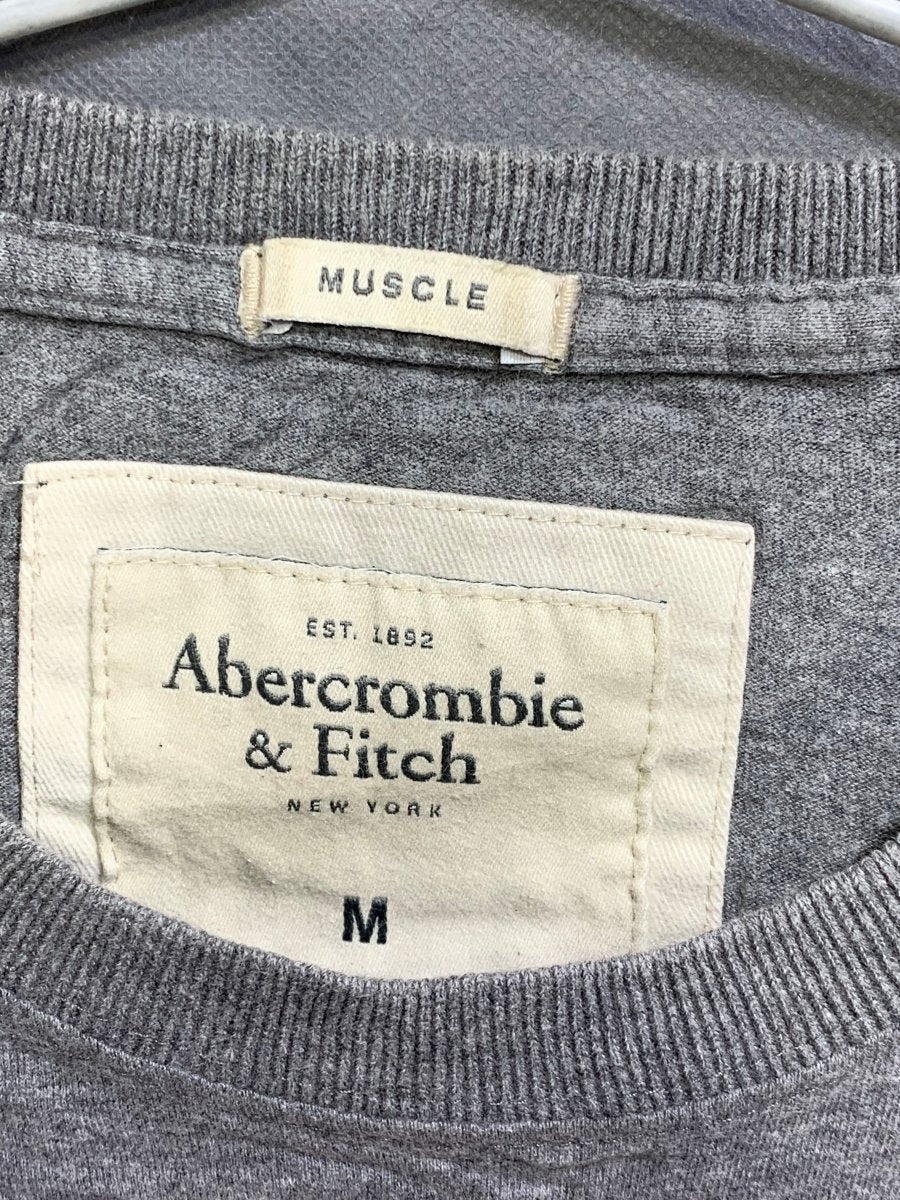 MUSCLE
EST. 1892
Abercrombie
& Fitch
NEW YORK
M